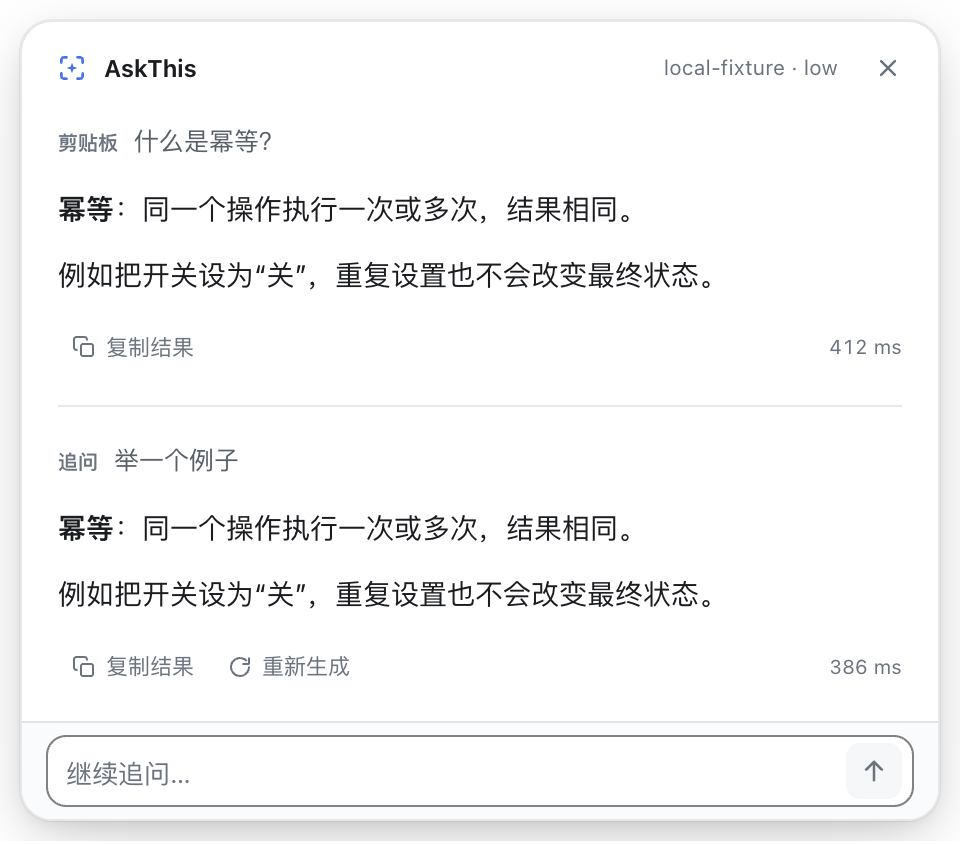 AskThis
local-fixture · low
剪贴板 什么是幂等?
幂等：同一个操作执行一次或多次，结果相同。
例如把开关设为“关”，重复设置也不会改变最终状态。
复制结果
412 ms
追问 举一个例子
幂等：同一个操作执行一次或多次，结果相同。
例如把开关设为“关”，重复设置也不会改变最终状态。
复制结果 重新生成
386 ms
继续追问...